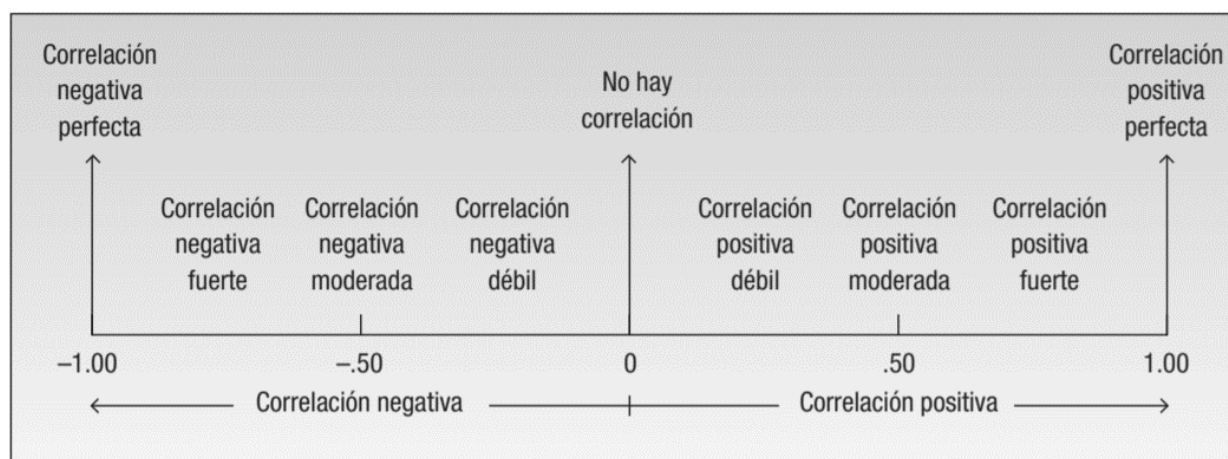 Correlación
negativa
perfecta
No hay
correlación
Correlación
positiva
perfecta
Correlación
negativa
fuerte
Correlación
negativa
moderada
Correlación
negativa
débil
Correlación
positiva
débil
Correlación
positiva
moderada
Correlación
positiva
fuerte
–1.00
–.50
0
.50
1.00
Correlación negativa
Correlación positiva